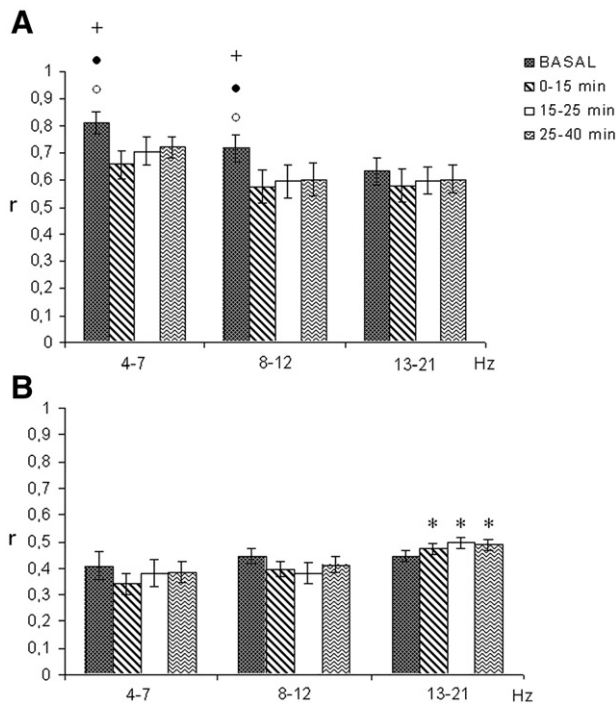 A
BASAL
0-15 min
15-25 min
25-40 min
+
+
1
0,9
0,8
0,7
0,6
0,5
0,4
0,3
0,2
0,1
0
r
4-7
8-12
13-21
Hz
B
1
0,9
0,8
0,7
0,6
0,5
0,4
0,3
0,2
0,1
0
r
* * *
4-7
8-12
13-21
Hz